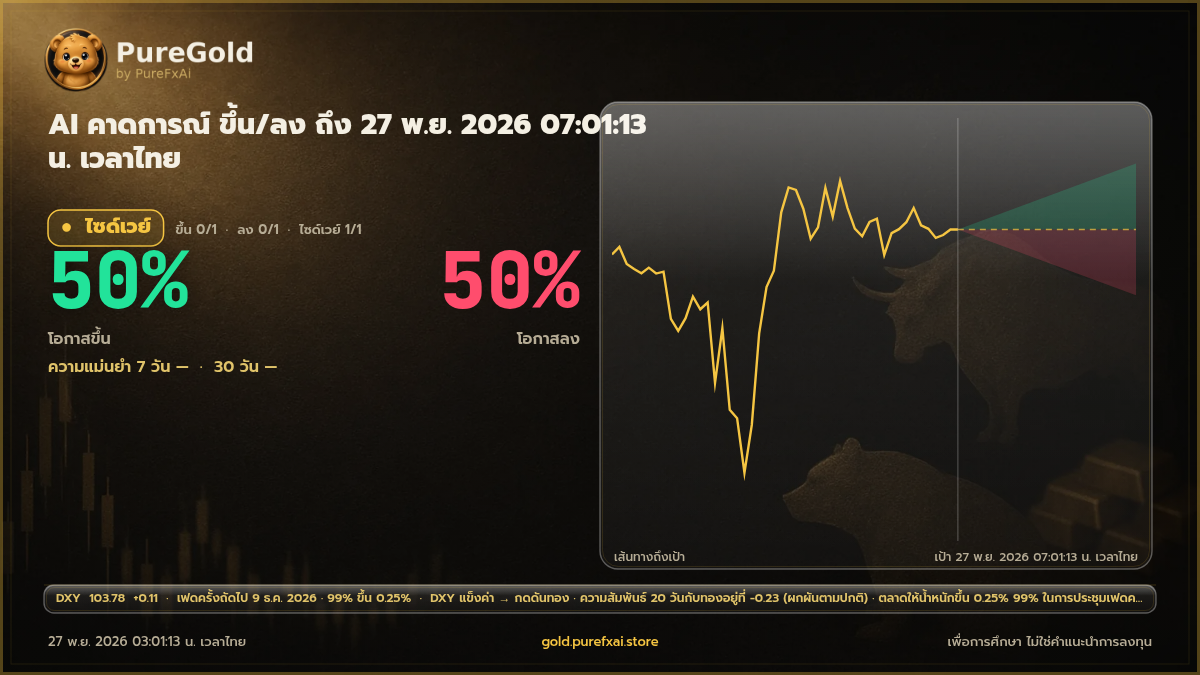 PureGold
by PureFxAi
AI คาดการณ์ ขึ้น/ลง ถึง 27 พ.ย. 2026 07:01:13
น. เวลาไทย
ไซด์เวย์
ขึ้น 0/1 · ลง 0/1 · ไซด์เวย์ 1/1
50%
50%
โอกาสขึ้น
โอกาสลง
ความแม่นยำ 7 วัน — · 30 วัน —
เส้นทางถึงเป้า
เป้า 27 พ.ย. 2026 07:01:13 น. เวลาไทย
DXY 103.78 +0.11 · เฟดครั้งถัดไป 9 ธ.ค. 2026 · 99% ขึ้น 0.25% · DXY แข็งค่า → กดดันทอง · ความสัมพันธ์ 20 วันกับทองอยู่ที่ -0.23 (ผกผันตามปกติ) · ตลาดให้น้ำหนักขึ้น 0.25% 99% ในการประชุมเฟดค…
27 พ.ย. 2026 03:01:13 น. เวลาไทย
gold.purefxai.store
เพื่อการศึกษา ไม่ใช่คำแนะนำการลงทุน